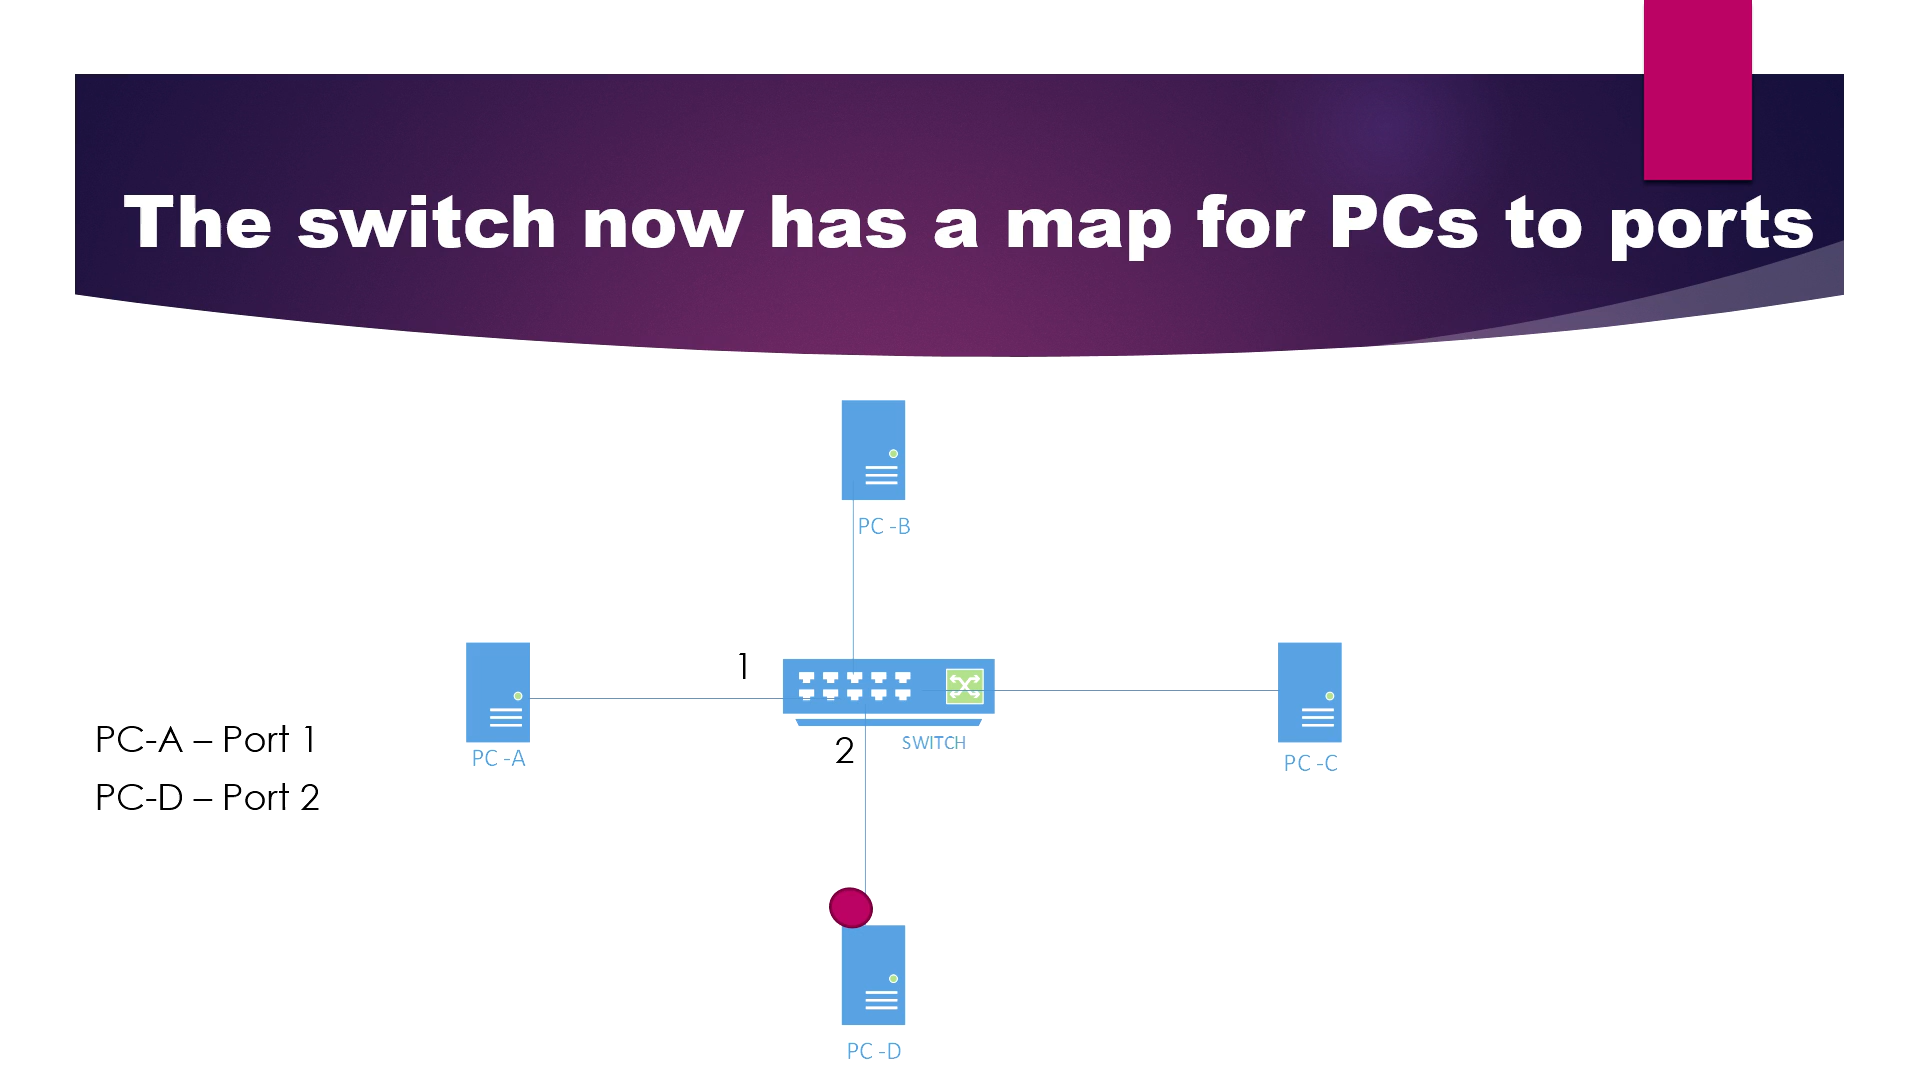 The switch now has a map for PCs to ports
PC -B
1
PC-A – Port 1
PC-D – Port 2
PC -A
2
SWITCH
PC -C
PC -D